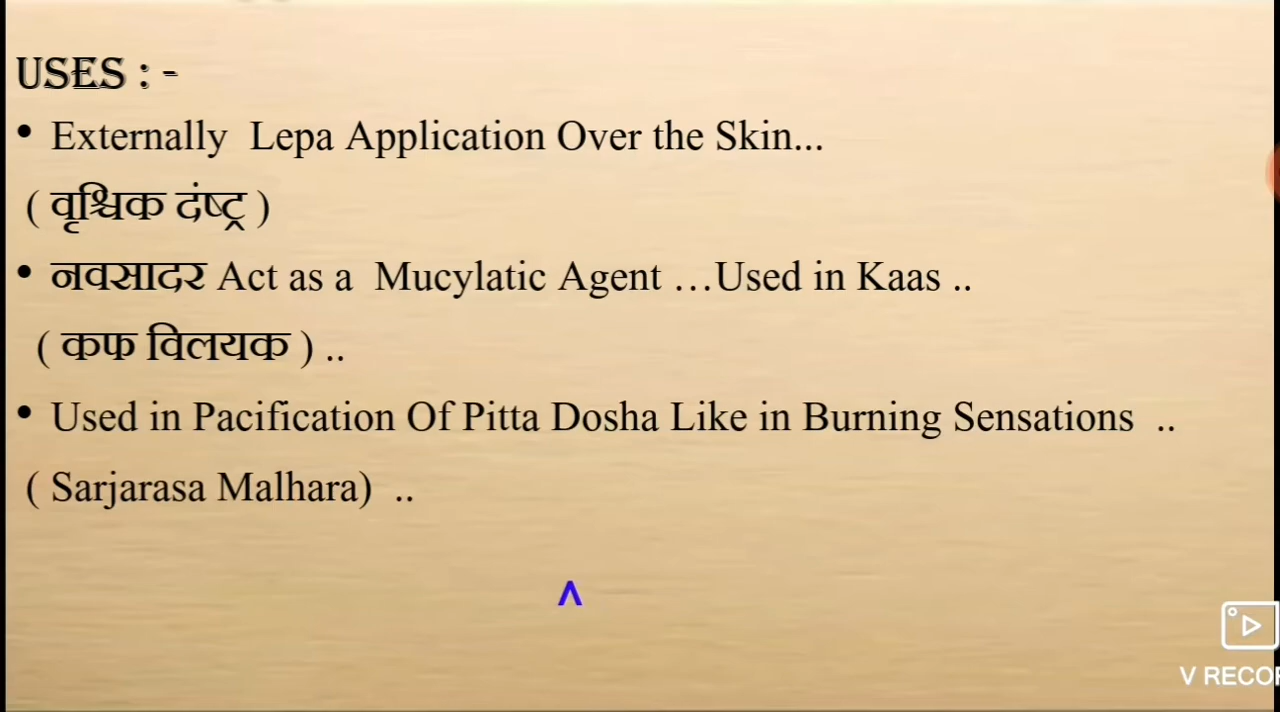 USES : -
• Externally Lepa Application Over the Skin...
( वृश्चिक दंष्ट्र )
• नवसादर Act as a Mucylatic Agent ...Used in Kaas ..
( कफ विलयक ) ..
• Used in Pacification Of Pitta Dosha Like in Burning Sensations ..
( Sarjarasa Malhara) ..
^
V RECOR